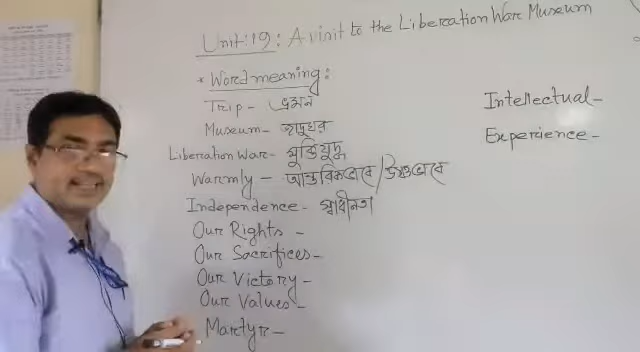 Unit: 19: A visit to the Liberation War Museum
* Word meaning:
Trip - ভ্রমন
Museum - জাদুঘর
Liberation War - মুক্তিযুদ্ধ
Warmly - আন্তরিকভাবে / উষ্ণভাবে
Independence - স্বাধীনতা
Our Rights -
Our Sacrifices -
Our Victory -
Our Values -
Martyr -
Intellectual -
Experience -